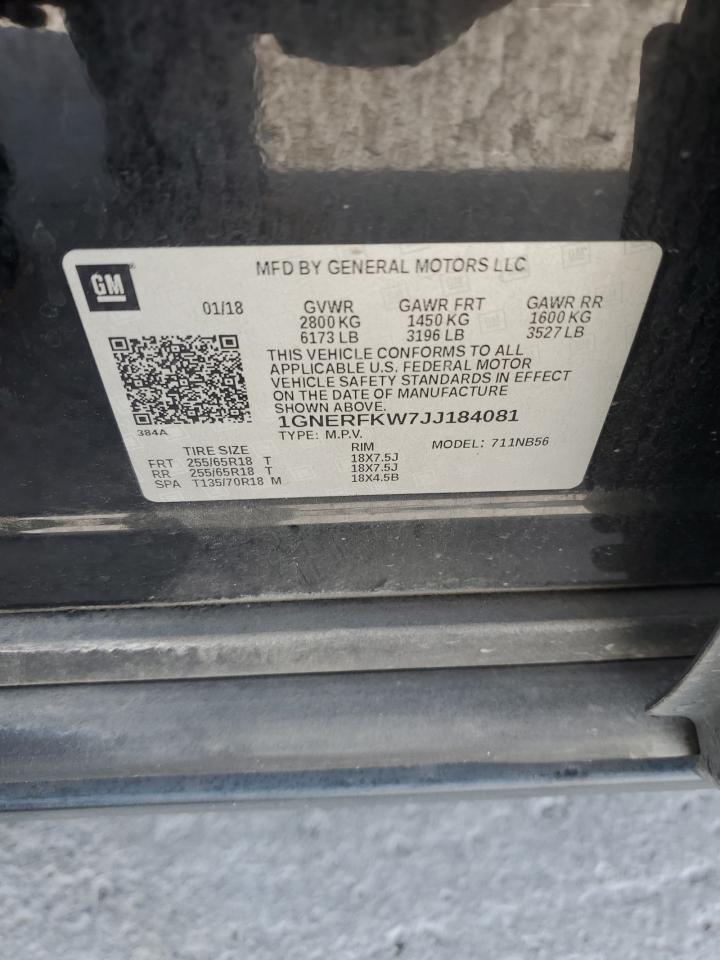 GM
MFD BY GENERAL MOTORS LLC
01/18 GVWR GAWR FRT GAWR RR
2800 KG 1450 KG 1600 KG
6173 LB 3196 LB 3527 LB
THIS VEHICLE CONFORMS TO ALL
APPLICABLE U.S. FEDERAL MOTOR
VEHICLE SAFETY STANDARDS IN EFFECT
ON THE DATE OF MANUFACTURE
SHOWN ABOVE.
1GNERFKW7JJ184081
384A
TYPE: M.P.V. MODEL: 711NB56
TIRE SIZE RIM
FRT 255/65R18 T 18X7.5J
RR 255/65R18 T 18X7.5J
SPA T135/70R18 M 18X4.5B